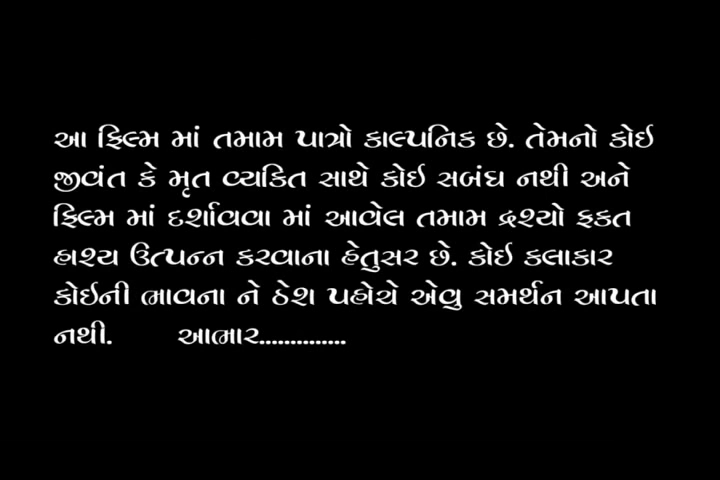 આ ફિલ્મ માં તમામ પાત્રો કાલ્પનિક છે. તેમનો કોઈ
જીવંત કે મૃત વ્યકિત સાથે કોઈ સબંઘ નથી અને
ફિલ્મ માં દર્શાવવા માં આવેલ તમામ દ્રશ્યો ફકત
હાશ્ય ઉત્પન્ન કરવાના હેતુસર છે. કોઈ કલાકાર
કોઇની ભાવના ને ઠેશ પહોચે એવુ સમર્થન આપતા
નથી. આભાર..............